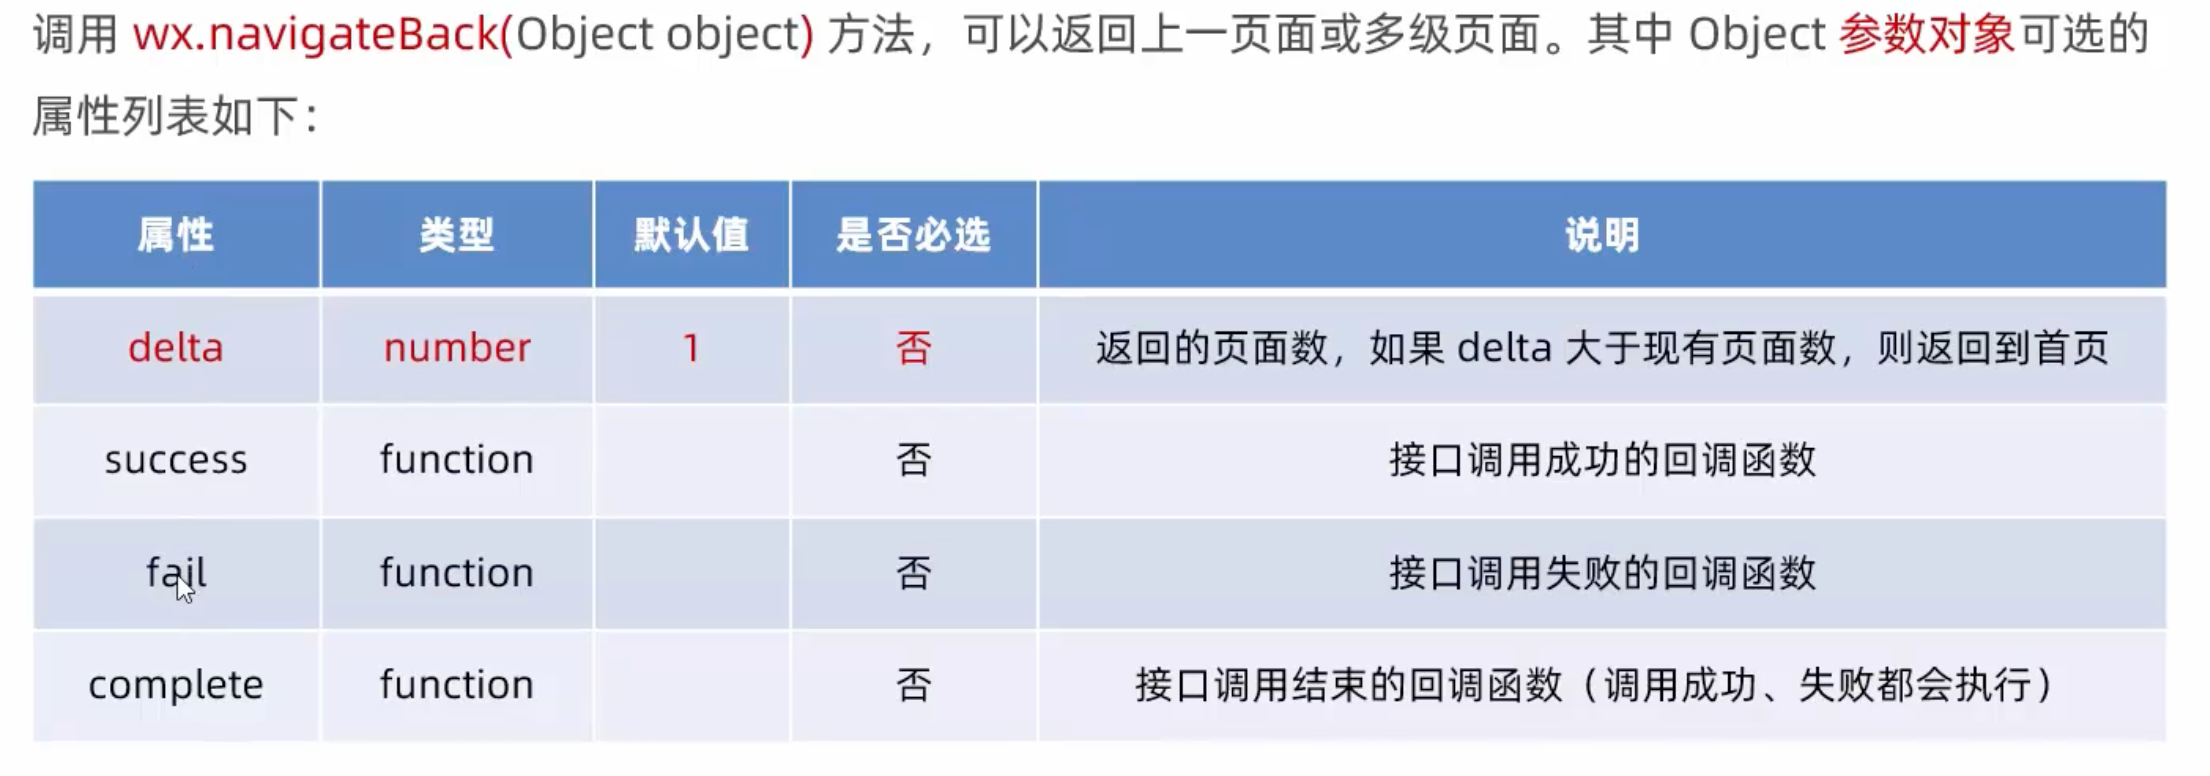 调用 wx.navigateBack(Object object) 方法，可以返回上一页面或多级页面。其中 Object 参数对象可选的
属性列表如下：
属性 类型 默认值 是否必选 说明
delta number 1 否 返回的页面数，如果 delta 大于现有页面数，则返回到首页
success function 否 接口调用成功的回调函数
fail function 否 接口调用失败的回调函数
complete function 否 接口调用结束的回调函数（调用成功、失败都会执行）